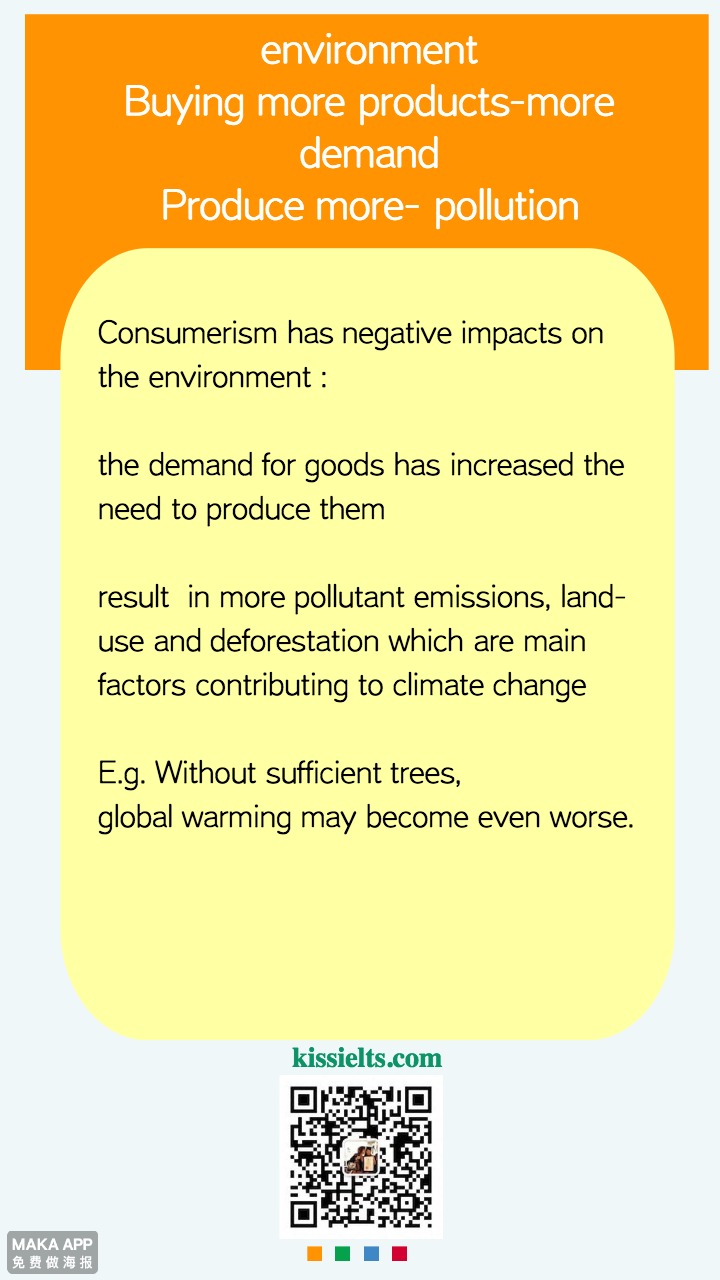 environment
Buying more products-more
demand
Produce more- pollution
Consumerism has negative impacts on
the environment :
the demand for goods has increased the
need to produce them
result  in more pollutant emissions, land-
use and deforestation which are main
factors contributing to climate change
E.g. Without sufficient trees,
global warming may become even worse.
kissielts.com
MAKA APP
免费做海报